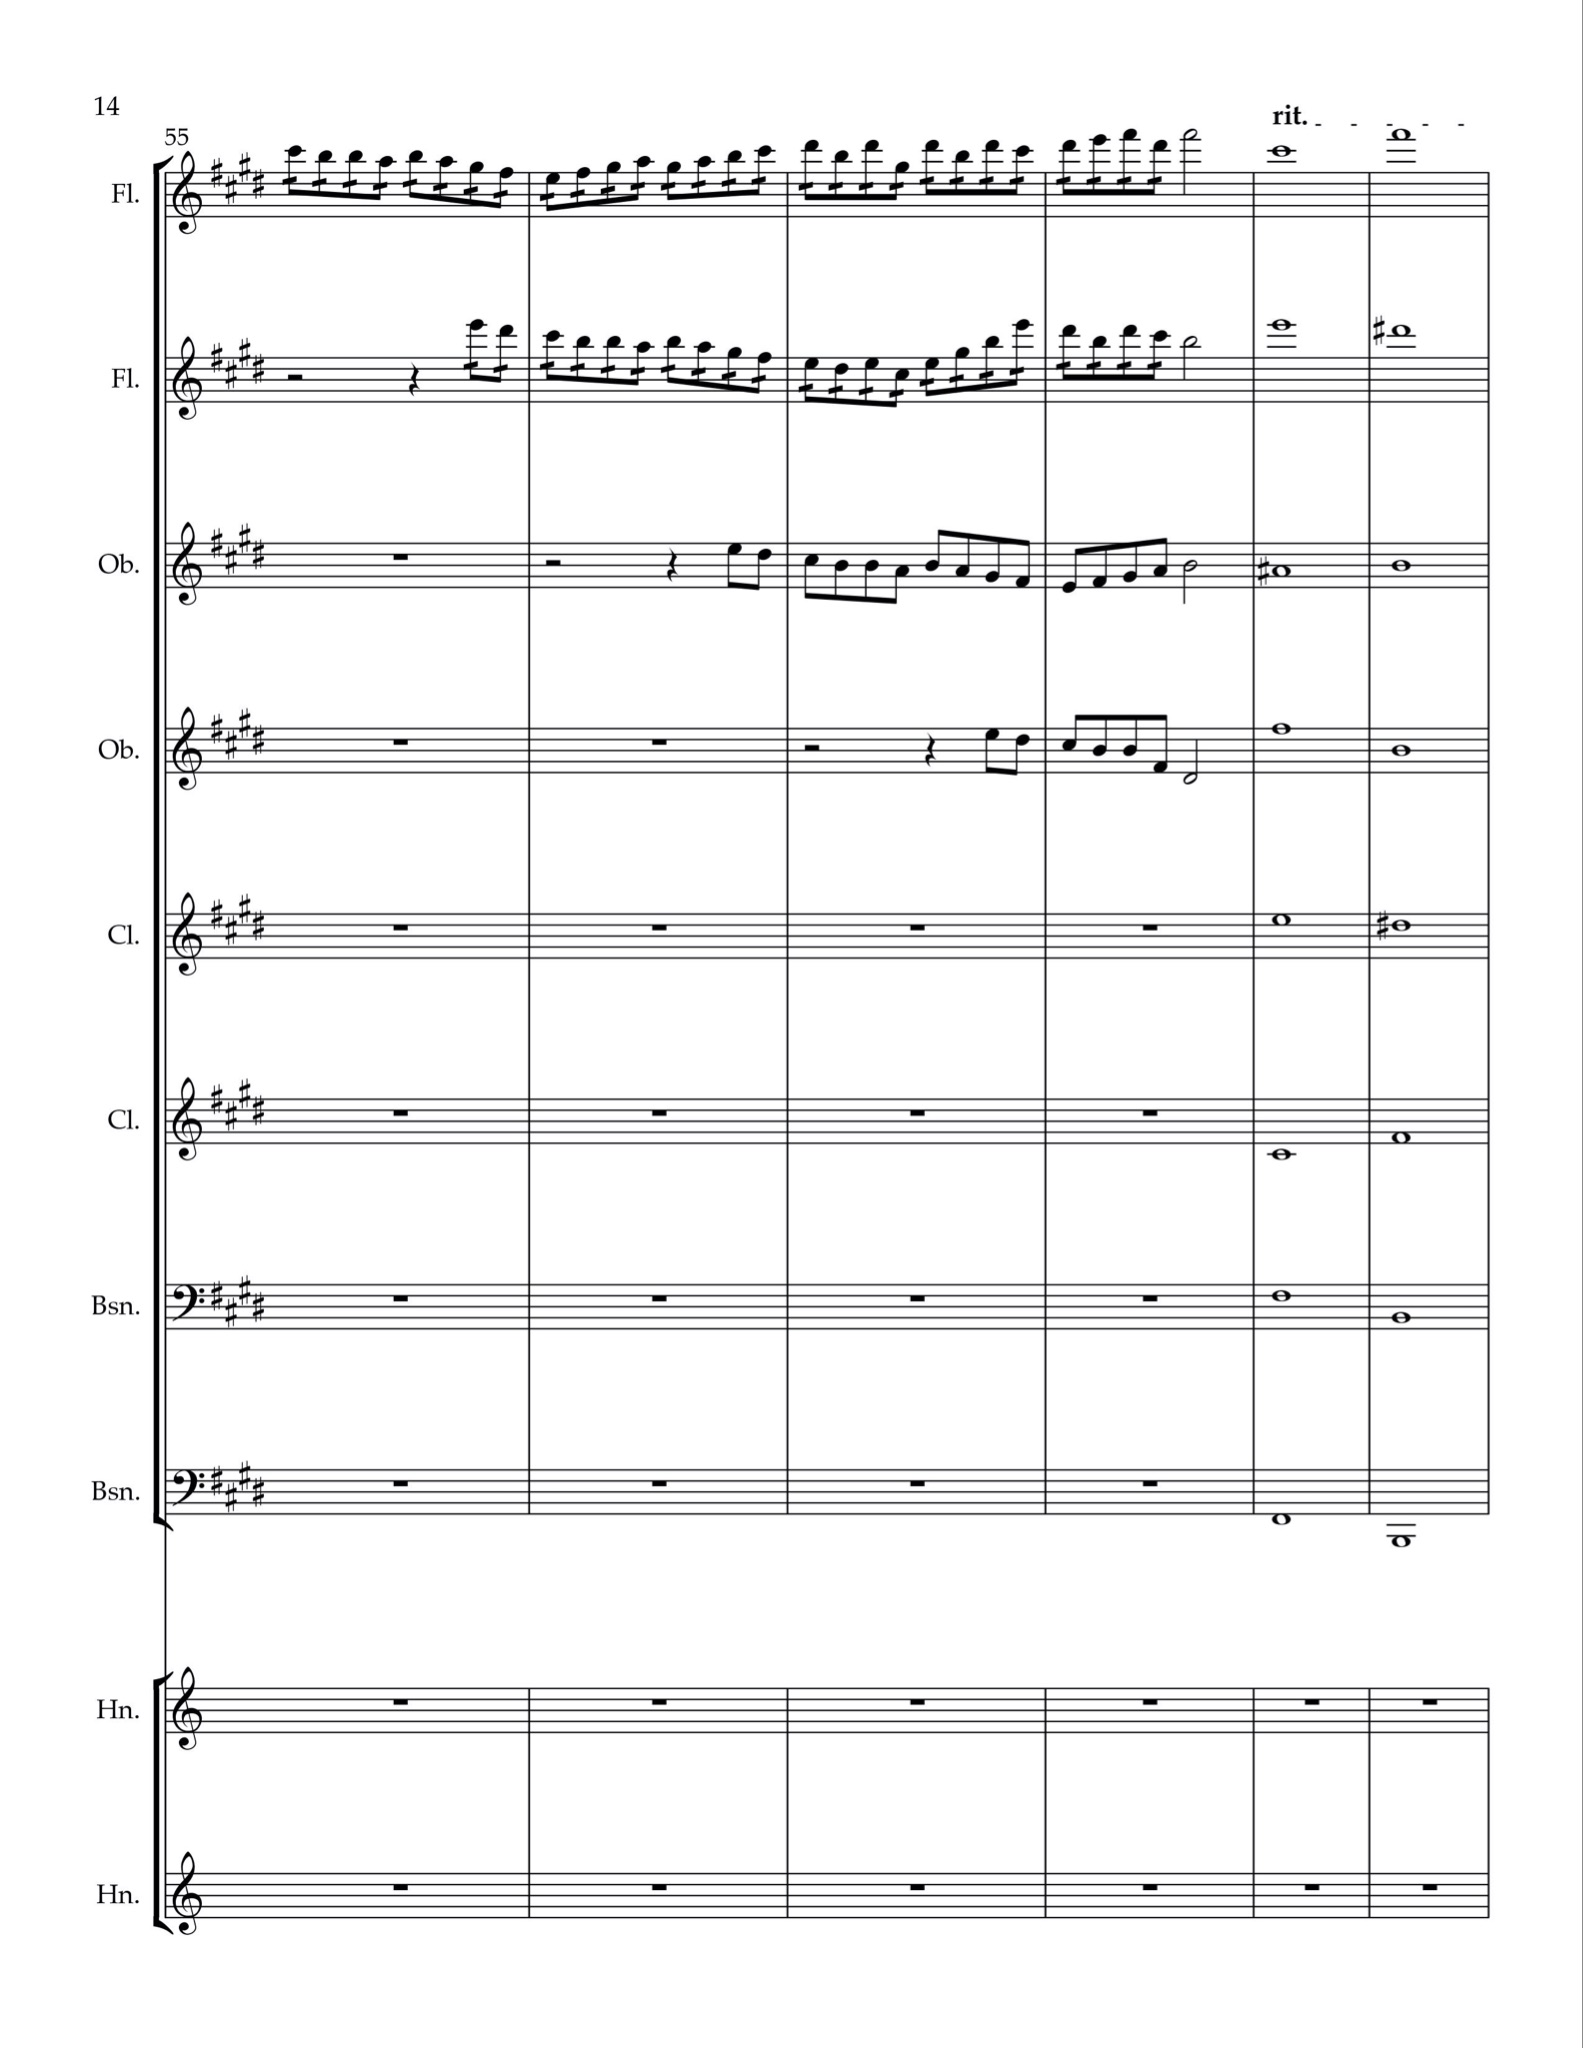 14
rit.
55
Fl.
Fl.
Ob.
Ob.
Cl.
Cl.
Bsn.
Bsn.
Hn.
Hn.